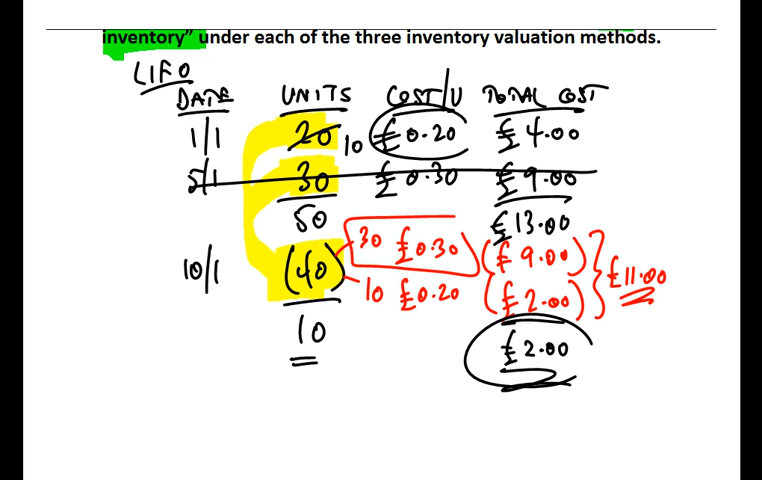 inventory” under each of the three inventory valuation methods.
LIFO
DATE UNITS COST/U TOTAL COST
1/1 20 10 £0.20 £4.00
5/1 30 £0.30 £9.00
50 £13.00
10/1 (40) 30 £0.30 (£9.00) £11.00
10 £0.20 (£2.00)
10 £2.00